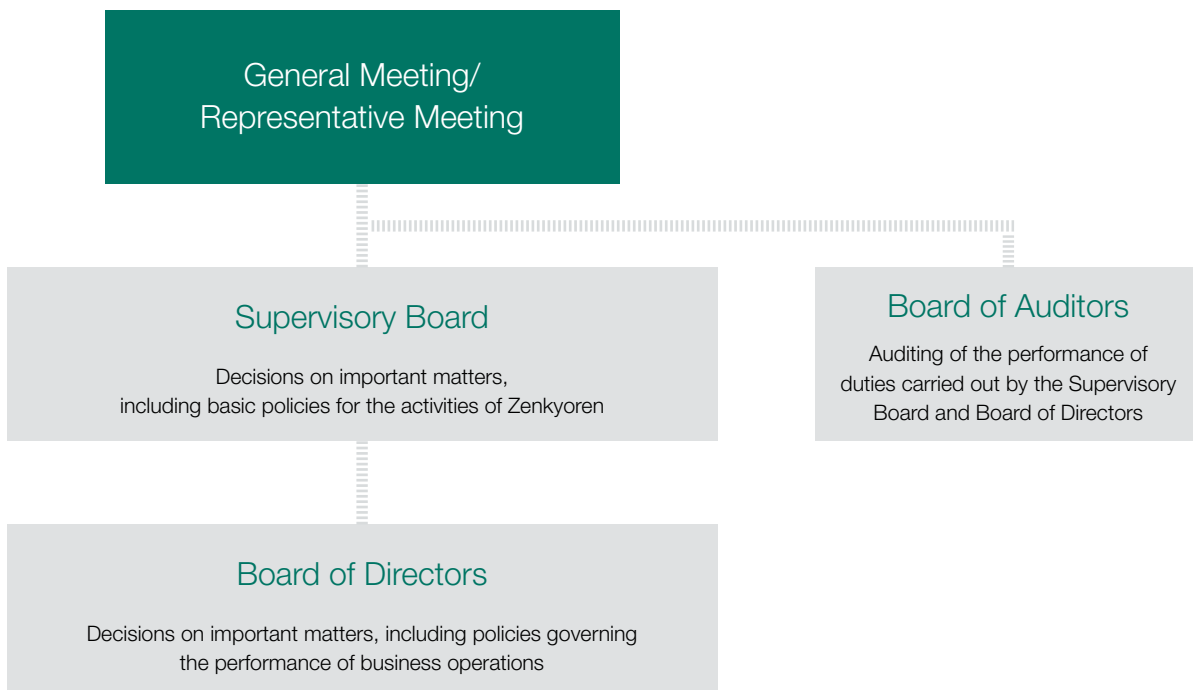 General Meeting/
Representative Meeting
Supervisory Board
Decisions on important matters,
including basic policies for the activities of Zenkyoren
Board of Auditors
Auditing of the performance of
duties carried out by the Supervisory
Board and Board of Directors
Board of Directors
Decisions on important matters, including policies governing
the performance of business operations